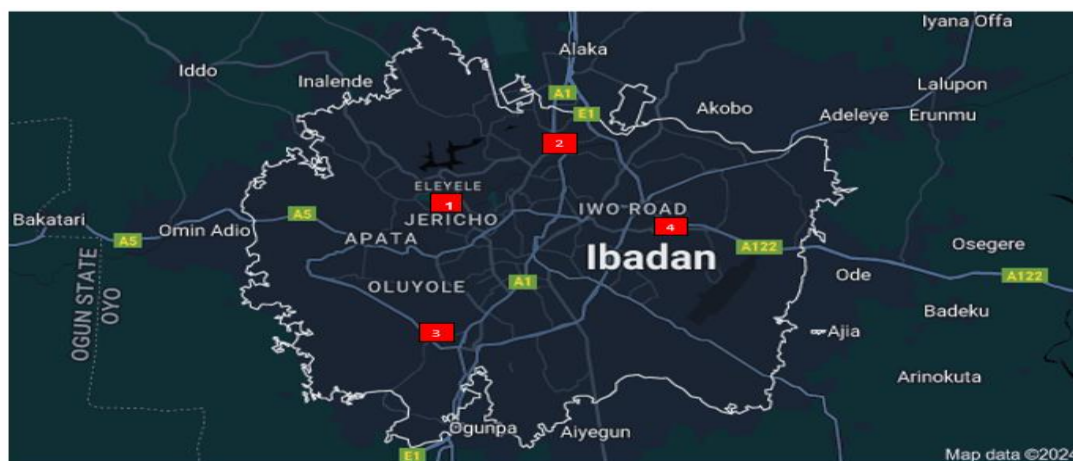 Iyana Offa
Alaka
Iddo
Inalende
Lalupon
A1
Akobo
E1
Adeleye
Erunmu
2
ELEYELE
1
IWO ROAD
JERICHO
A5
Bakatari
Omin Adio
4
A5
APATA
Osegere
A122
Ibadan
Ode
A122
OGUN STATE
OYO
OLUYOLE
A1
Badeku
3
Ajia
Arinokuta
Ogunpa
Aiyegun
E1
Map data ©2024